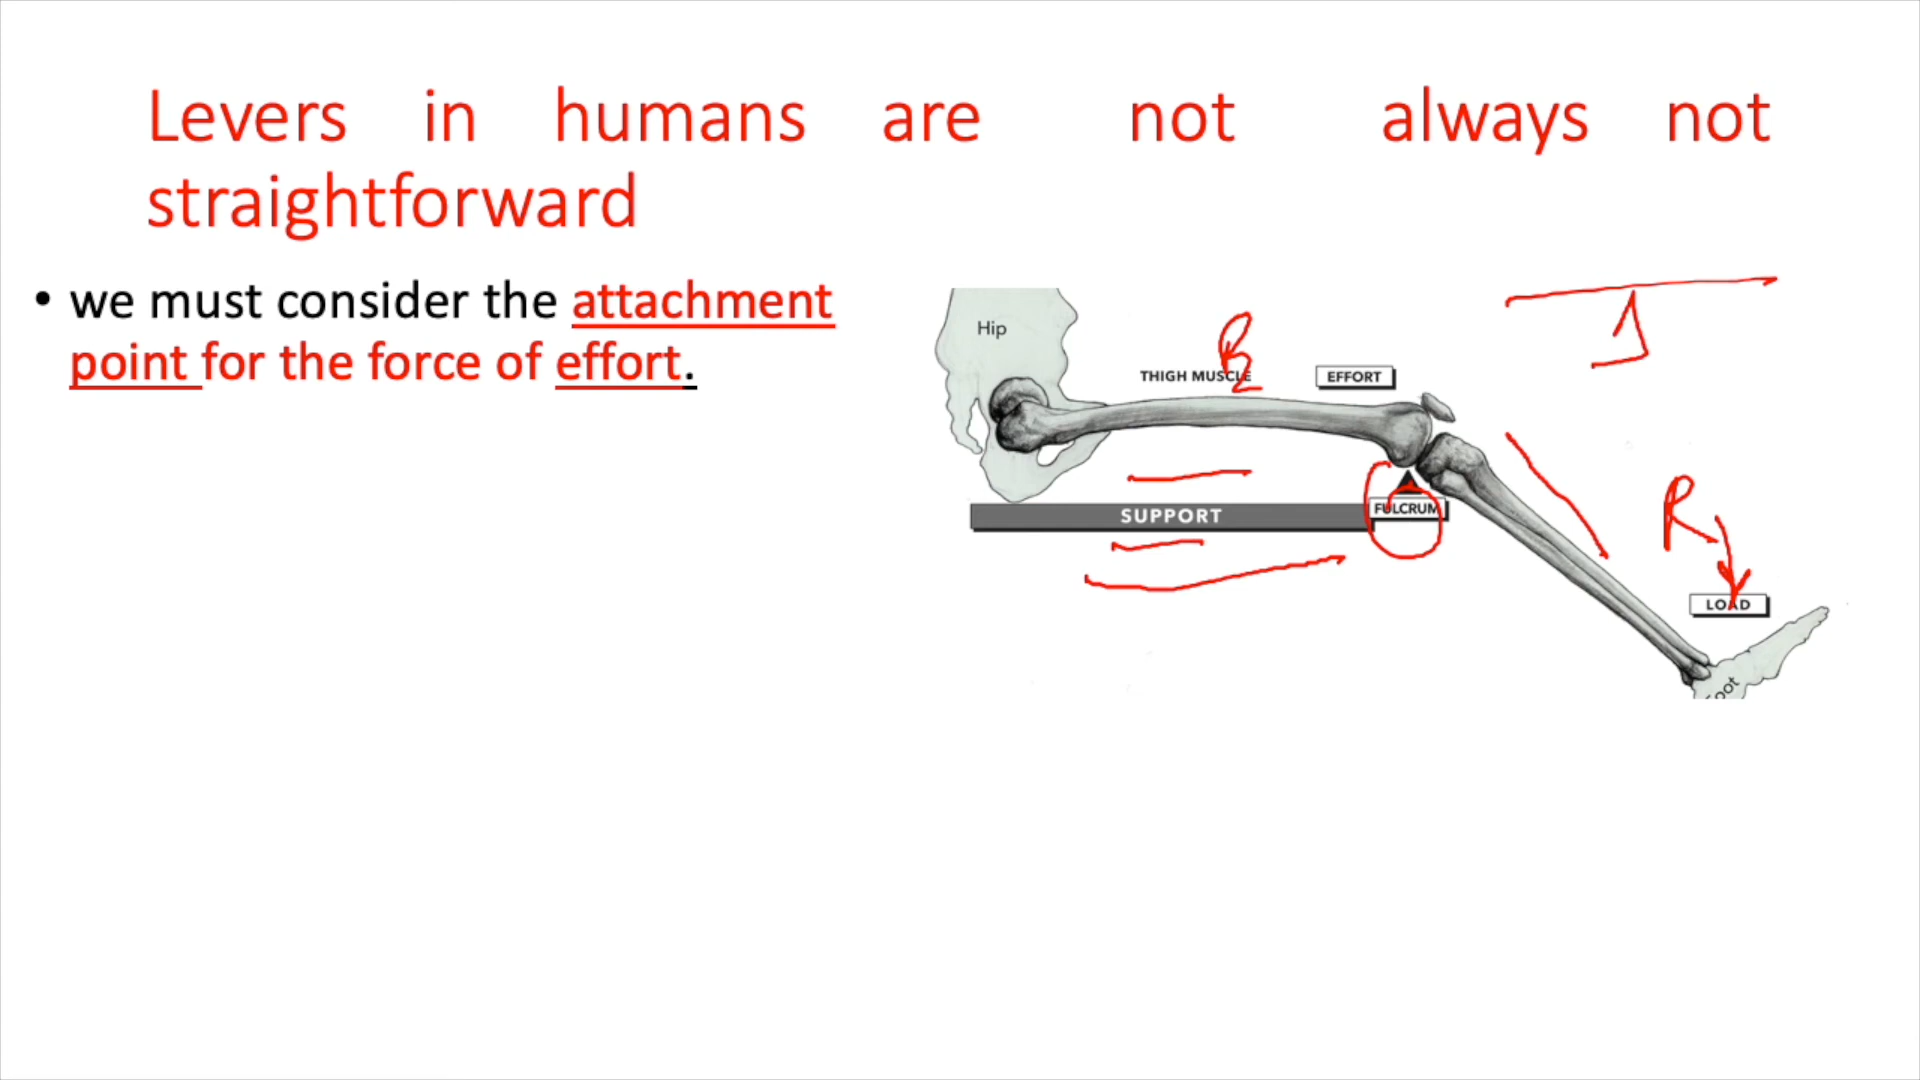 Levers in humans are not always not
straightforward
• we must consider the attachment
point for the force of effort.
Hip
THIGH MUSCLE
EFFORT
SUPPORT
FULCRUM
R
LOAD